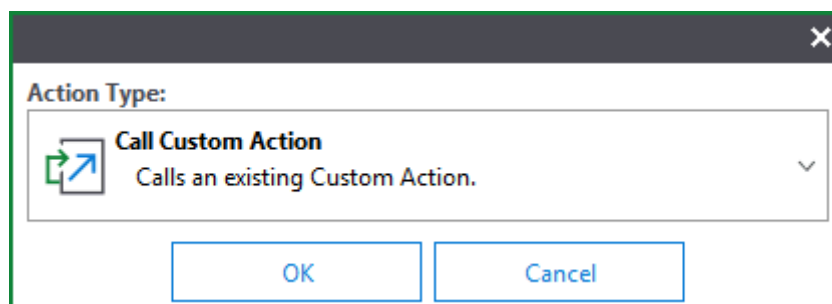 Action Type:
Call Custom Action
Calls an existing Custom Action.
OK
Cancel